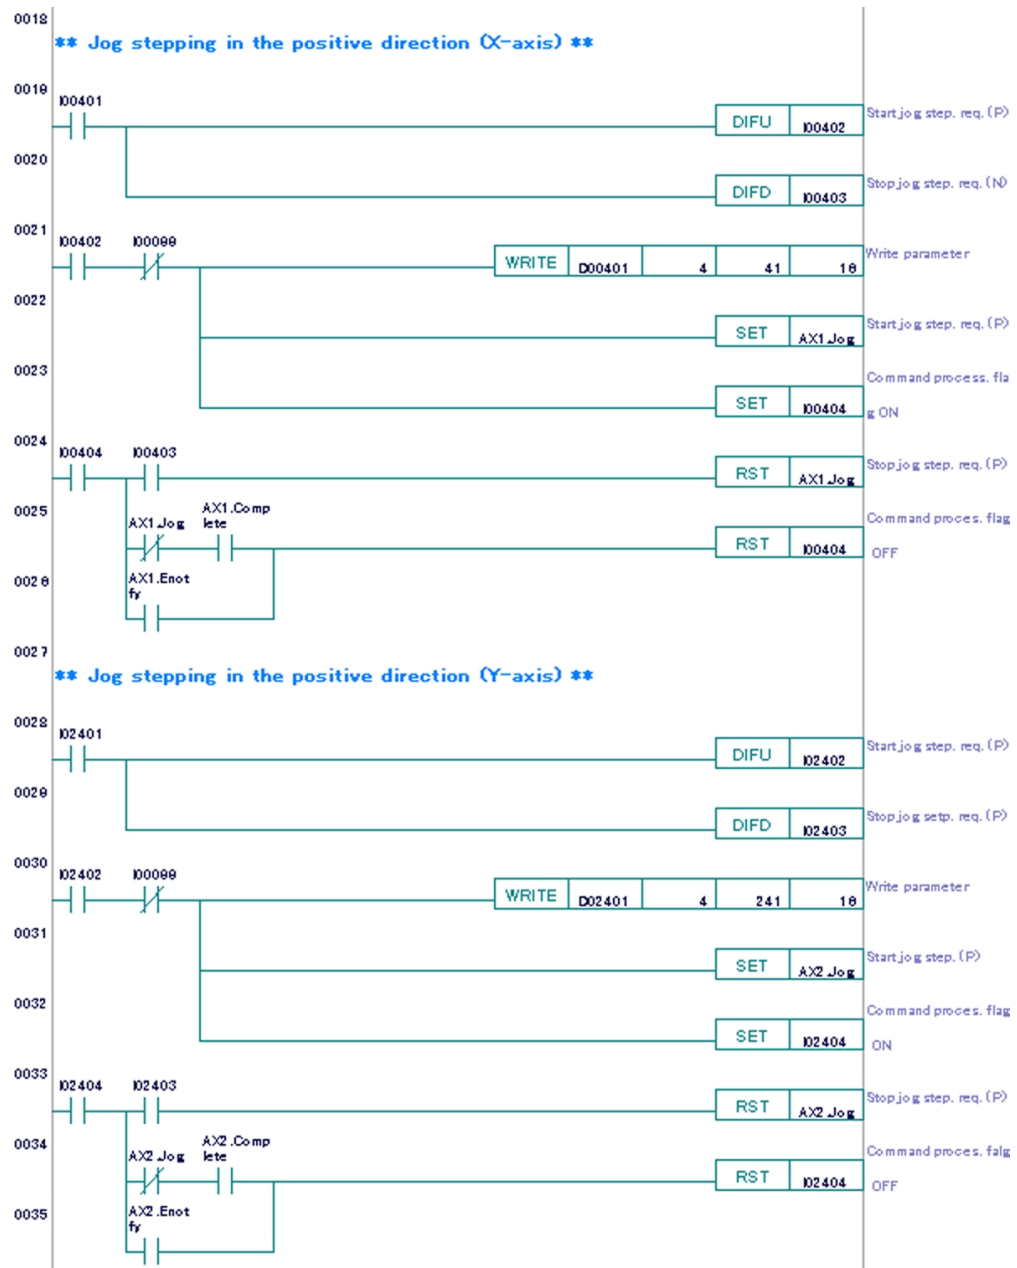 0018
** Jog stepping in the positive direction (X-axis) **
0019
I00401
DIFU I00402 Start jog step. req. (P)
0020
DIFD I00403 Stop jog step. req. (N)
0021
I00402 I00099
WRITE D00401 4 41 16 Write parameter
0022
SET AX1.Jog Start jog step. req. (P)
0023
SET I00404 Command process. fla
g ON
0024
I00404 I00403
RST AX1.Jog Stop jog step. req. (P)
0025
AX1.Jog AX1.Comp
lete
RST I00404 Command proces. flag
OFF
0026
AX1.Enot
fy
0027
** Jog stepping in the positive direction (Y-axis) **
0028
I02401
DIFU I02402 Start jog step. req. (P)
0029
DIFD I02403 Stop jog setp. req. (P)
0030
I02402 I00099
WRITE D02401 4 241 16 Write parameter
0031
SET AX2.Jog Start jog step. (P)
0032
SET I02404 Command proces. flag
ON
0033
I02404 I02403
RST AX2.Jog Stop jog step. req. (P)
0034
AX2.Jog AX2.Comp
lete
RST I02404 Command proces. falg
OFF
0035
AX2.Enot
fy